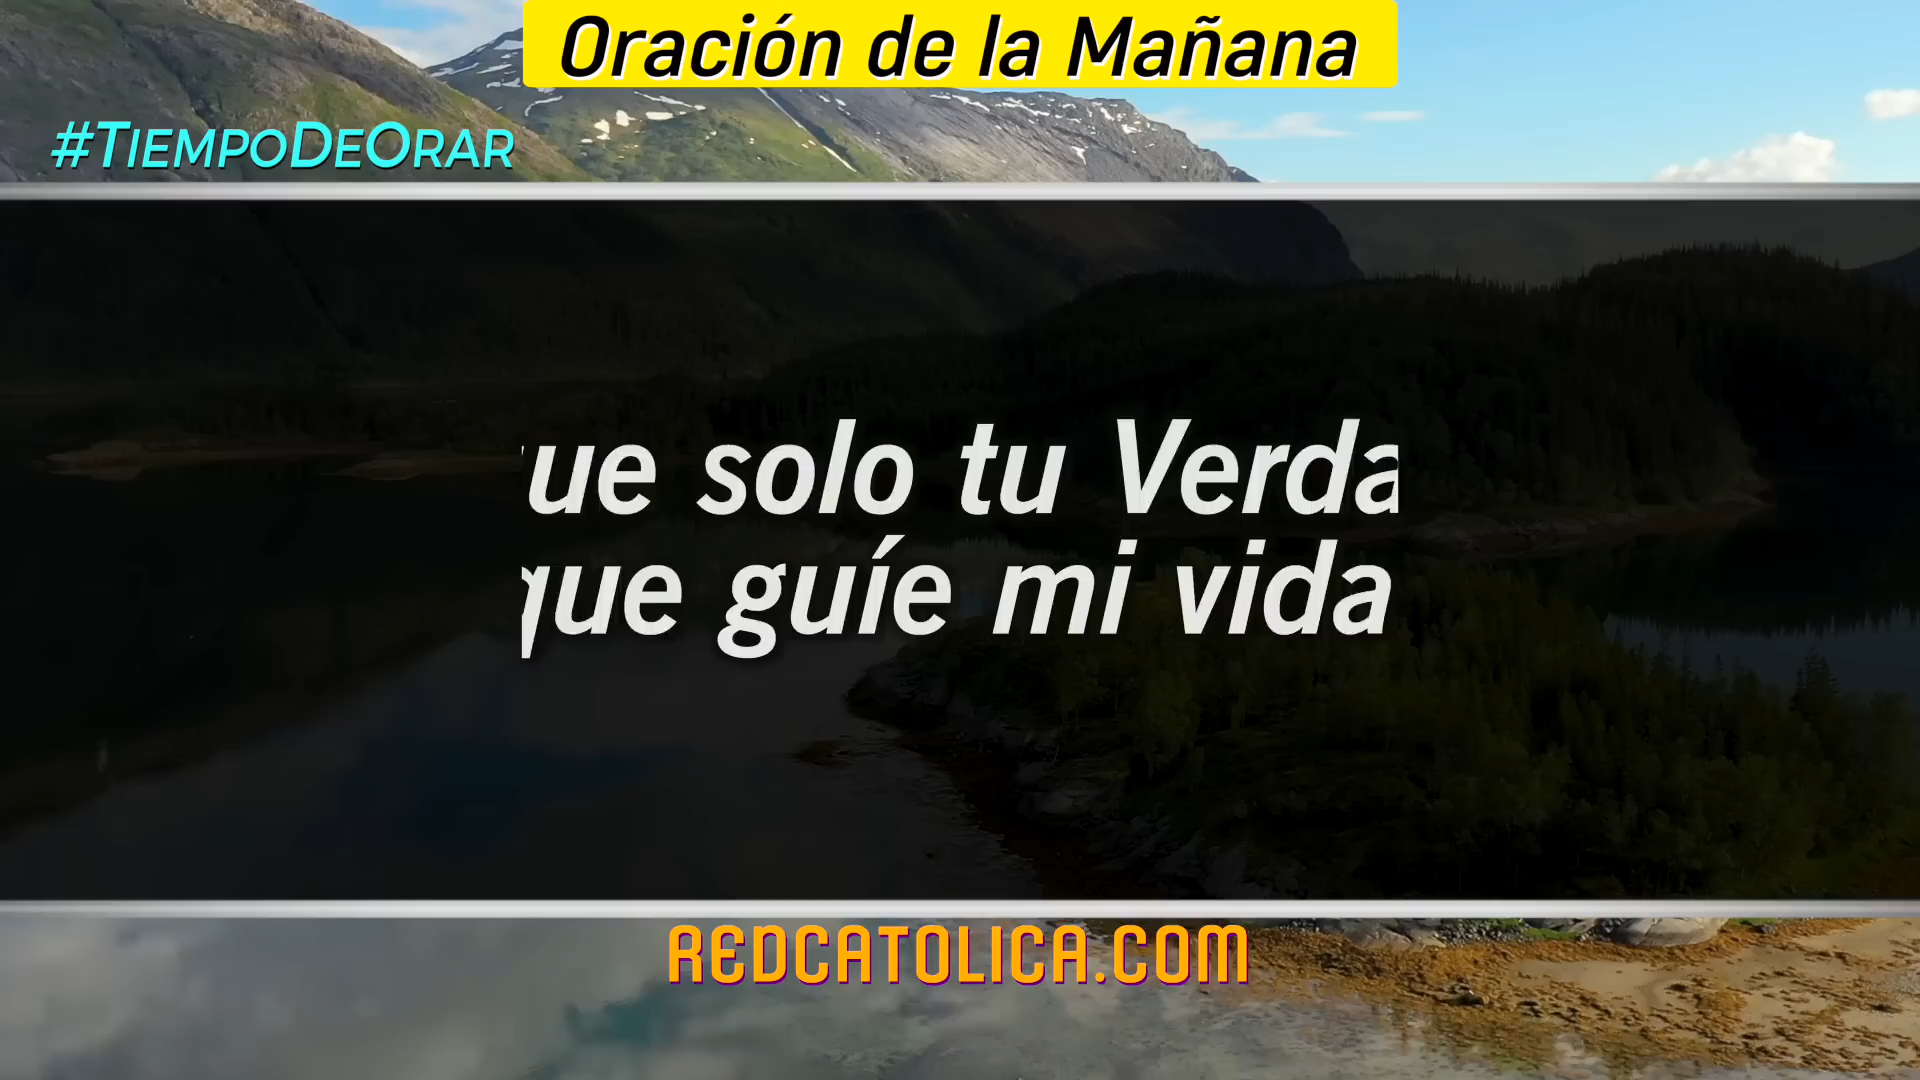 Oración de la Mañana
#TIEMPODEORAR
ue solo tu Verda
que guíe mi vida
REDCATOLICA.COM